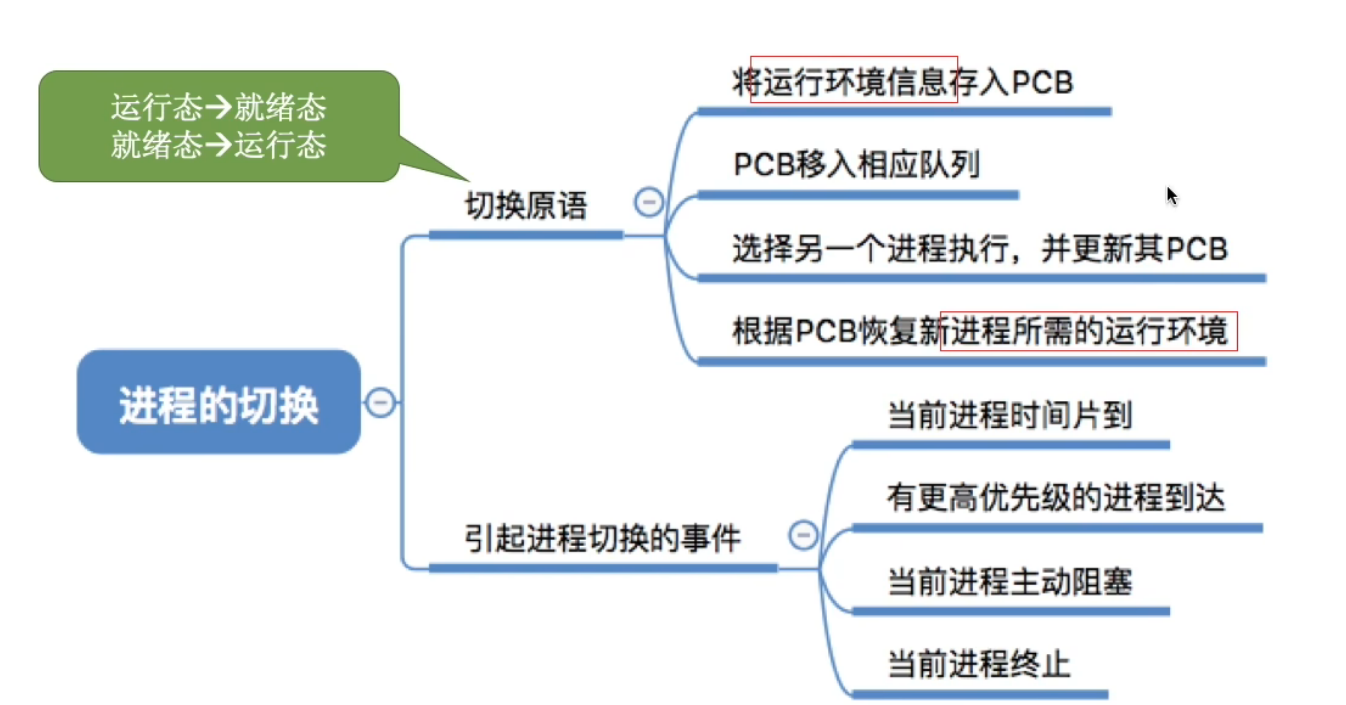 运行态→就绪态
就绪态→运行态
将运行环境信息存入PCB
PCB移入相应队列
切换原语
选择另一个进程执行，并更新其PCB
根据PCB恢复新进程所需的运行环境
进程的切换
当前进程时间片到
有更高优先级的进程到达
引起进程切换的事件
当前进程主动阻塞
当前进程终止